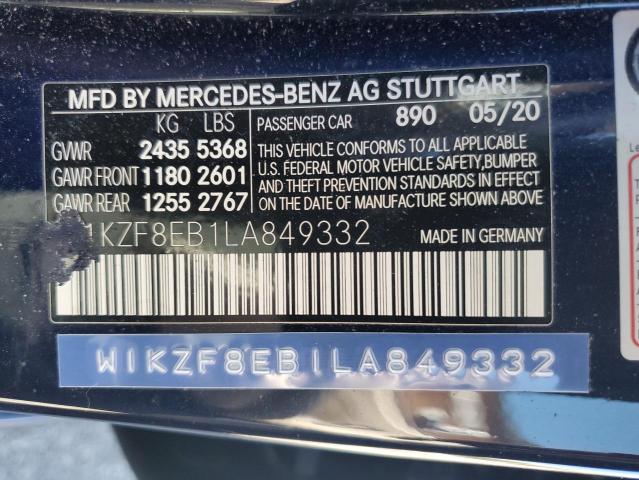 MFD BY MERCEDES-BENZ AG STUTTGART
KG LBS
GVWR 2435 5368
GAWR FRONT 1180 2601
GAWR REAR 1255 2767
PASSENGER CAR 890 05/20
THIS VEHICLE CONFORMS TO ALL APPLICABLE
U.S. FEDERAL MOTOR VEHICLE SAFETY,BUMPER
AND THEFT PREVENTION STANDARDS IN EFFECT
ON THE DATE OF MANUFACTURE SHOWN ABOVE.
1KZF8EB1LA849332
MADE IN GERMANY
W1KZF8EB1LA849332